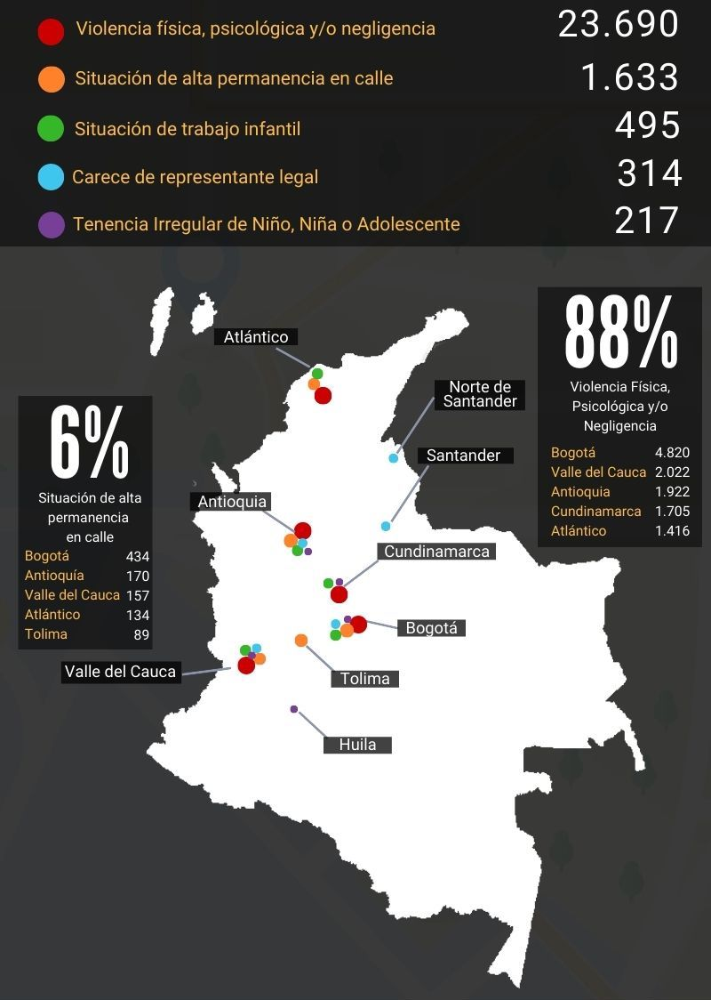 Violencia física, psicológica y/o negligencia 23.690
Situación de alta permanencia en calle 1.633
Situación de trabajo infantil 495
Carece de representante legal 314
Tenencia Irregular de Niño, Niña o Adolescente 217
88%
Violencia Física,
Psicológica y/o
Negligencia
Bogotá 4.820
Valle del Cauca 2.022
Antioquia 1.922
Cundinamarca 1.705
Atlántico 1.416
6%
Situación de alta
permanencia
en calle
Bogotá 434
Antioquía 170
Valle del Cauca 157
Atlántico 134
Tolima 89
Atlántico
Norte de
Santander
Santander
Antioquia
Cundinamarca
Bogotá
Valle del Cauca
Tolima
Huila